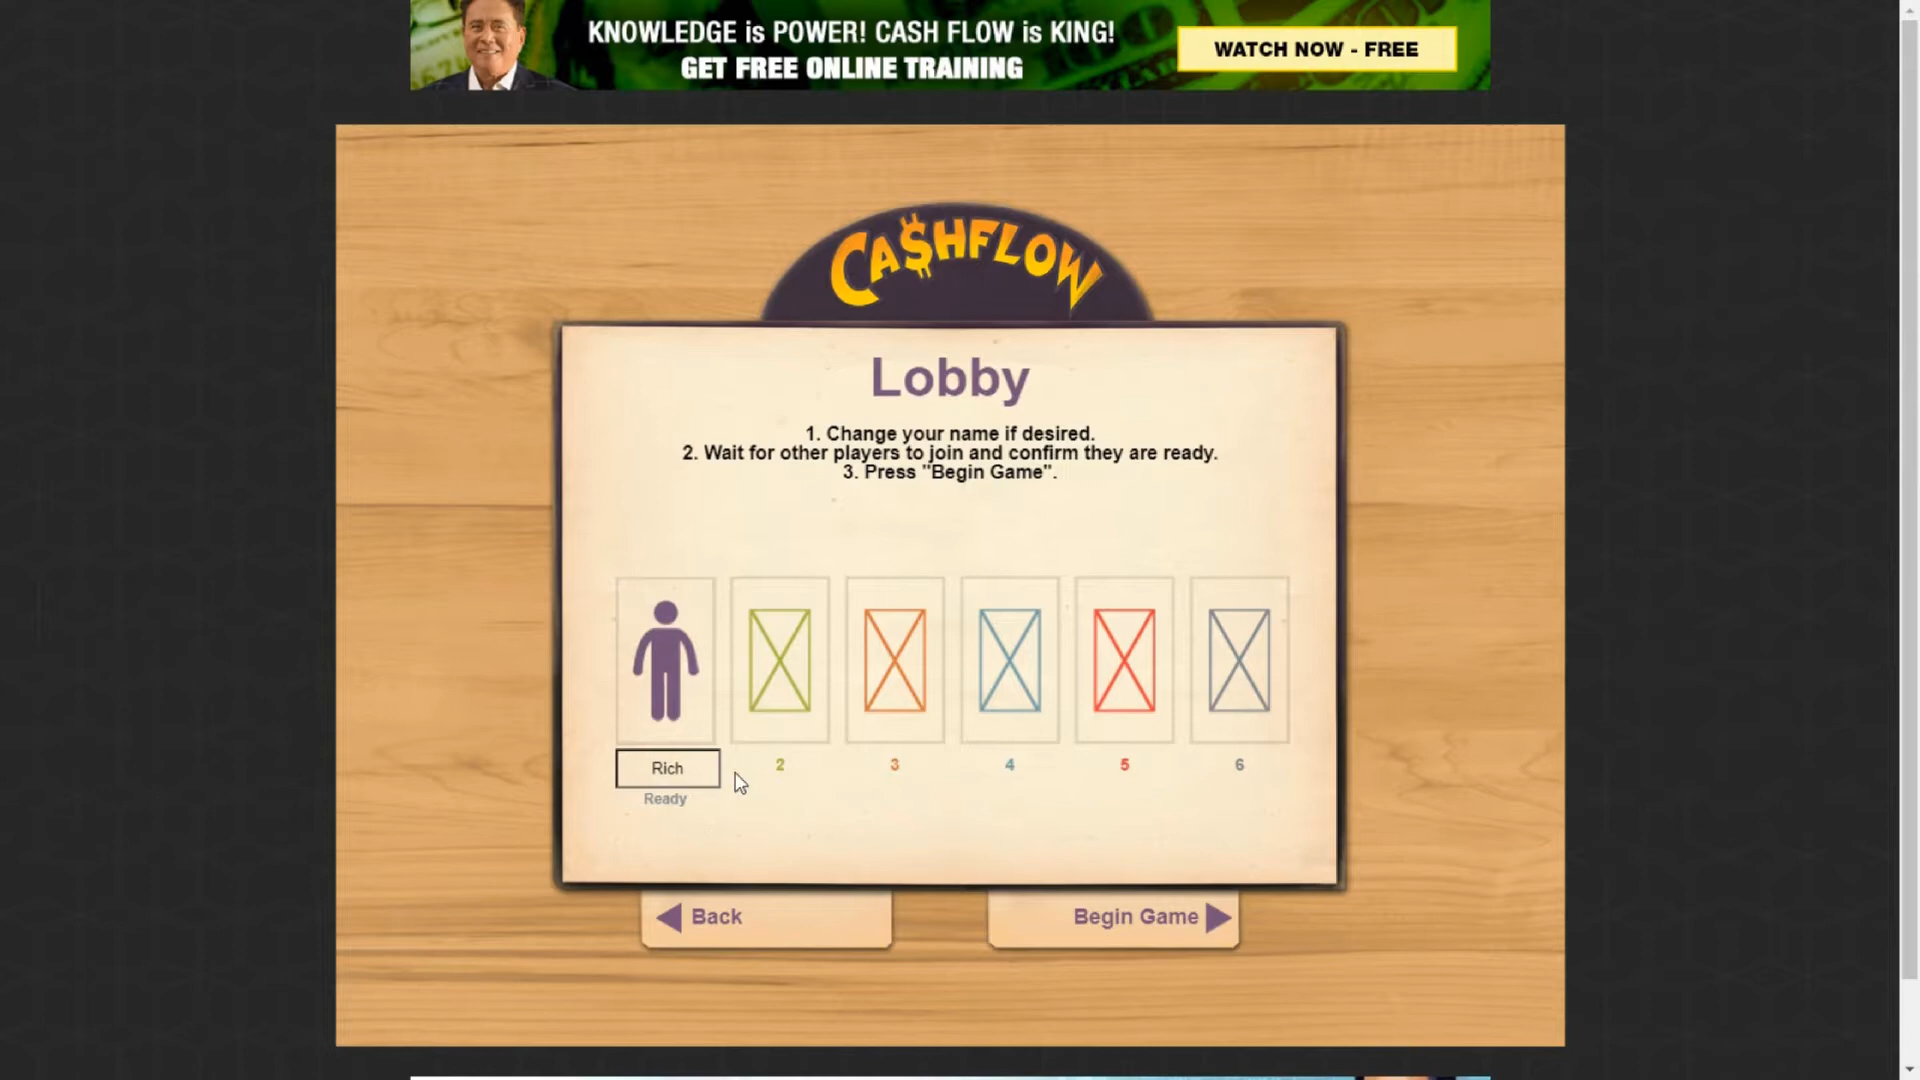 KNOWLEDGE is POWER! CASH FLOW is KING!
GET FREE ONLINE TRAINING
WATCH NOW - FREE
CA$HFLOW
Lobby
1. Change your name if desired.
2. Wait for other players to join and confirm they are ready.
3. Press "Begin Game".
Rich
2
3
4
5
6
Ready
Back
Begin Game